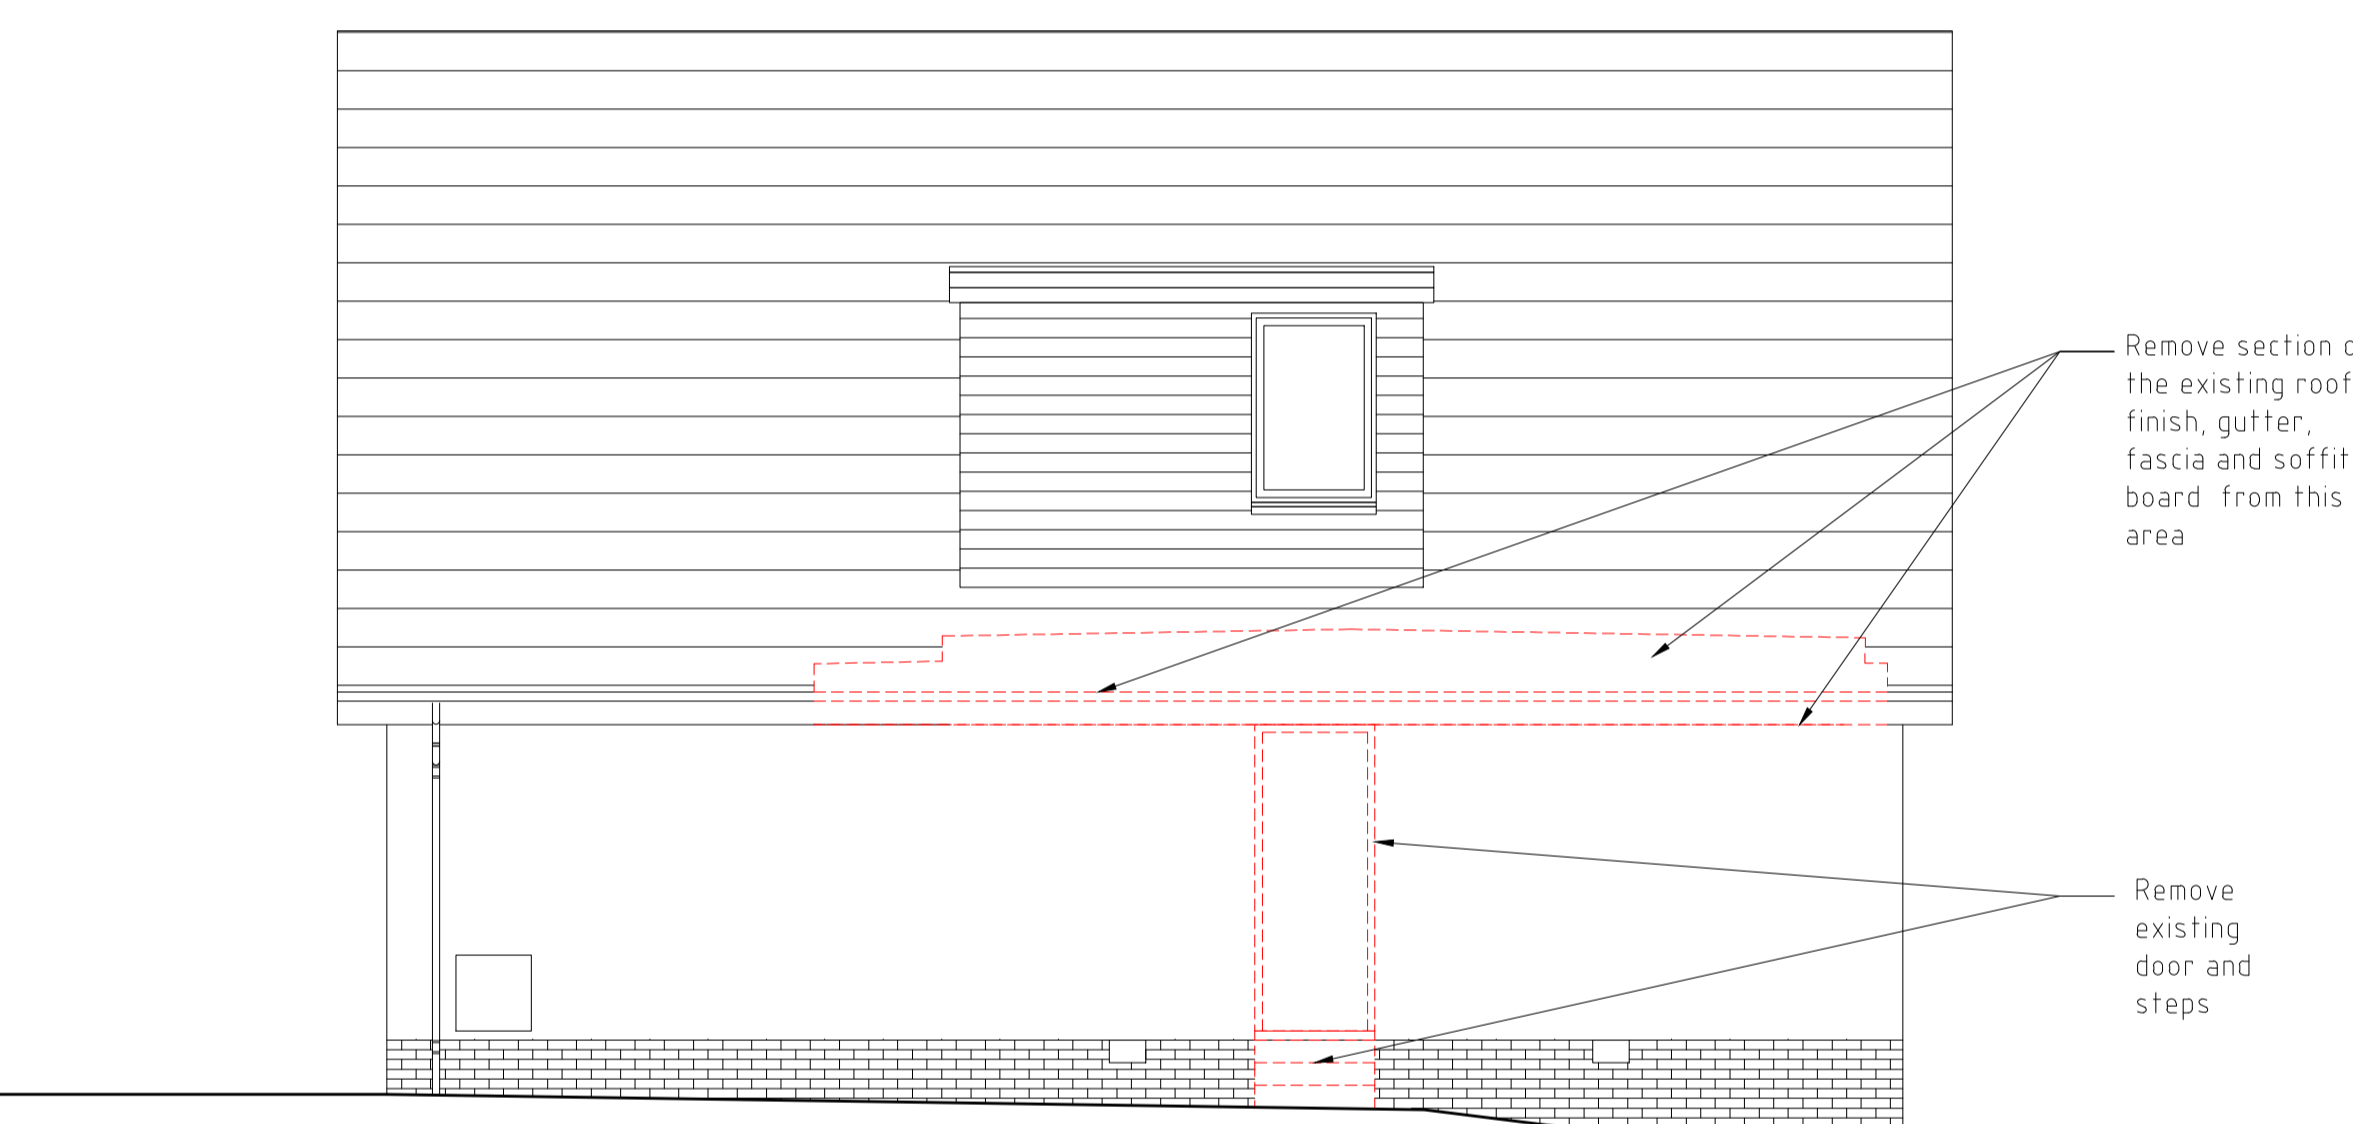 Remove section
the existing roof
finish, gutter,
fascia and soffit
board from this
area
Remove
existing
door and
steps